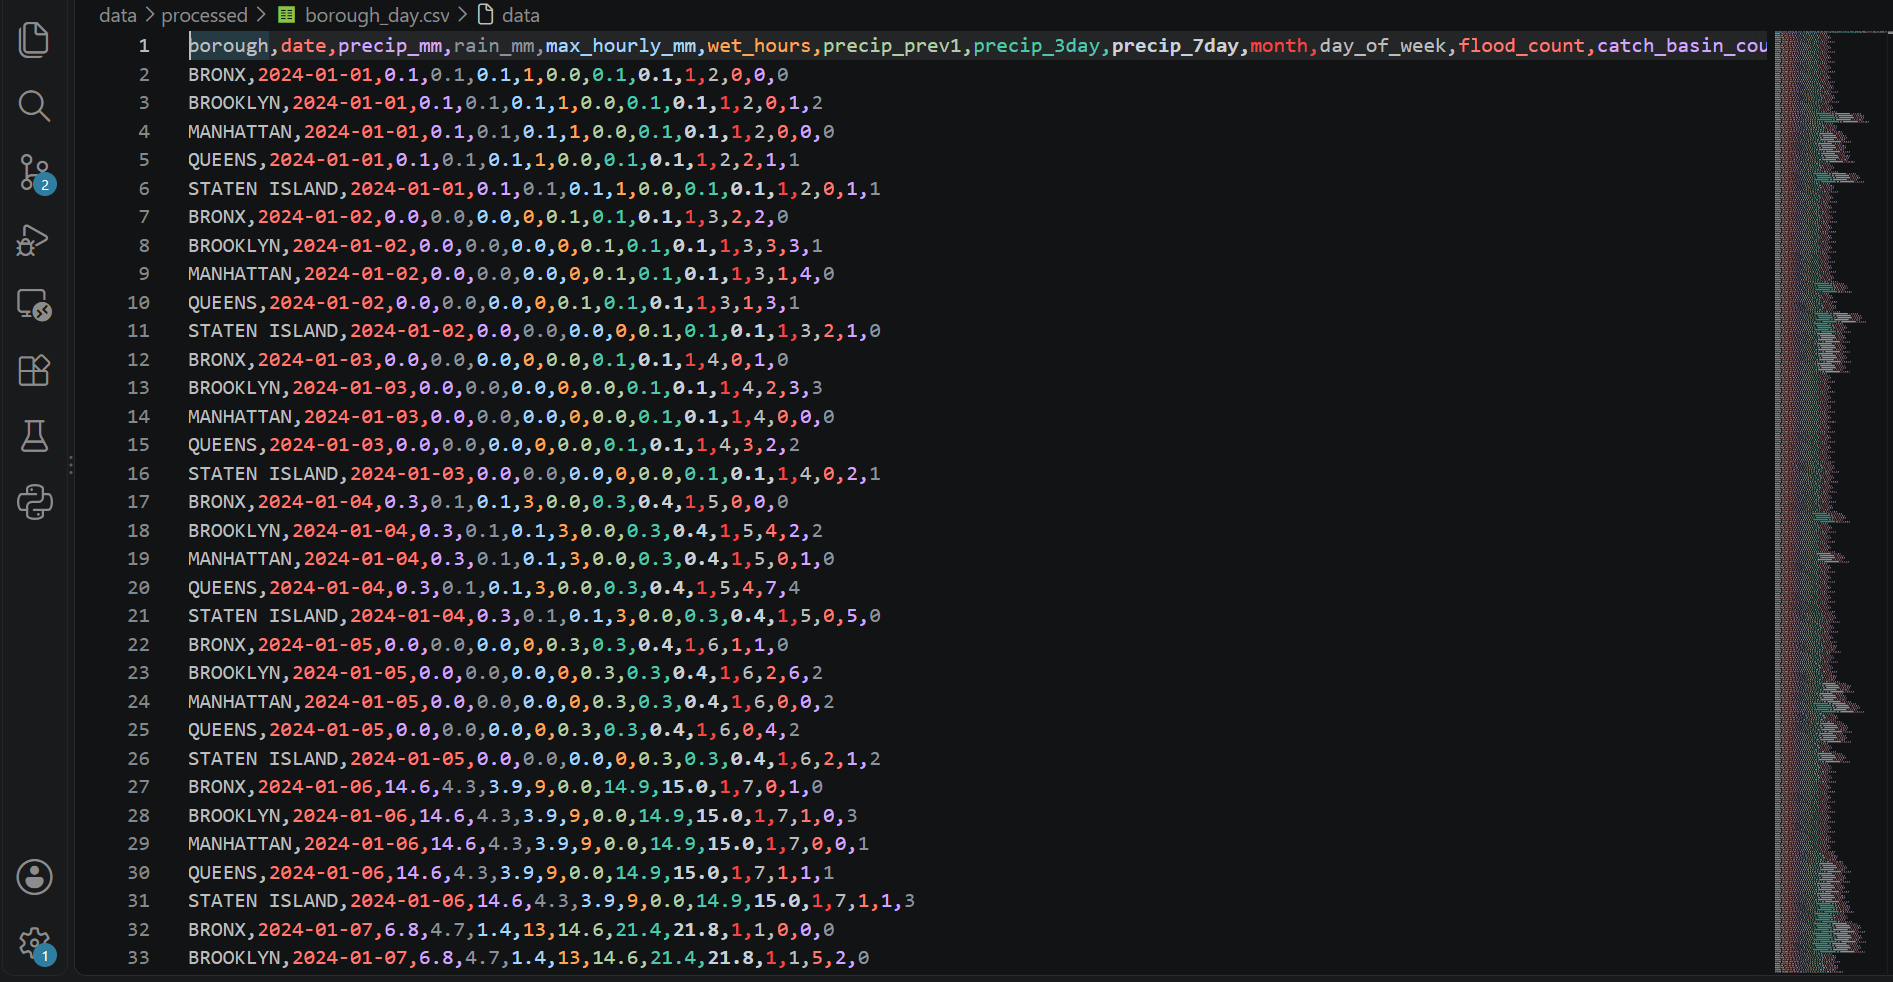 data > processed > borough_day.csv > data
1 borough,date,precip_mm,rain_mm,max_hourly_mm,wet_hours,precip_prev1,precip_3day,precip_7day,month,day_of_week,flood_count,catch_basin_cou
2 BRONX,2024-01-01,0.1,0.1,0.1,1,0.0,0.1,0.1,1,2,0,0,0
3 BROOKLYN,2024-01-01,0.1,0.1,0.1,1,0.0,0.1,0.1,1,2,0,1,2
4 MANHATTAN,2024-01-01,0.1,0.1,0.1,1,0.0,0.1,0.1,1,2,0,0,0
5 QUEENS,2024-01-01,0.1,0.1,0.1,1,0.0,0.1,0.1,1,2,2,1,1
6 STATEN ISLAND,2024-01-01,0.1,0.1,0.1,1,0.0,0.1,0.1,1,2,0,1,1
7 BRONX,2024-01-02,0.0,0.0,0.0,0,0.1,0.1,0.1,1,3,2,2,0
8 BROOKLYN,2024-01-02,0.0,0.0,0.0,0,0.1,0.1,0.1,1,3,3,3,1
9 MANHATTAN,2024-01-02,0.0,0.0,0.0,0,0.1,0.1,0.1,1,3,1,4,0
10 QUEENS,2024-01-02,0.0,0.0,0.0,0,0.1,0.1,0.1,1,3,1,3,1
11 STATEN ISLAND,2024-01-02,0.0,0.0,0.0,0,0.1,0.1,0.1,1,3,2,1,0
12 BRONX,2024-01-03,0.0,0.0,0.0,0,0.0,0.1,0.1,1,4,0,1,0
13 BROOKLYN,2024-01-03,0.0,0.0,0.0,0,0.0,0.1,0.1,1,4,2,3,3
14 MANHATTAN,2024-01-03,0.0,0.0,0.0,0,0.0,0.1,0.1,1,4,0,0,0
15 QUEENS,2024-01-03,0.0,0.0,0.0,0,0.0,0.1,0.1,1,4,3,2,2
16 STATEN ISLAND,2024-01-03,0.0,0.0,0.0,0,0.0,0.1,0.1,1,4,0,2,1
17 BRONX,2024-01-04,0.3,0.1,0.1,3,0.0,0.3,0.4,1,5,0,0,0
18 BROOKLYN,2024-01-04,0.3,0.1,0.1,3,0.0,0.3,0.4,1,5,4,2,2
19 MANHATTAN,2024-01-04,0.3,0.1,0.1,3,0.0,0.3,0.4,1,5,0,1,0
20 QUEENS,2024-01-04,0.3,0.1,0.1,3,0.0,0.3,0.4,1,5,4,7,4
21 STATEN ISLAND,2024-01-04,0.3,0.1,0.1,3,0.0,0.3,0.4,1,5,0,5,0
22 BRONX,2024-01-05,0.0,0.0,0.0,0,0.3,0.3,0.4,1,6,1,1,0
23 BROOKLYN,2024-01-05,0.0,0.0,0.0,0,0.3,0.3,0.4,1,6,2,6,2
24 MANHATTAN,2024-01-05,0.0,0.0,0.0,0,0.3,0.3,0.4,1,6,0,0,2
25 QUEENS,2024-01-05,0.0,0.0,0.0,0,0.3,0.3,0.4,1,6,0,4,2
26 STATEN ISLAND,2024-01-05,0.0,0.0,0.0,0,0.3,0.3,0.4,1,6,2,1,2
27 BRONX,2024-01-06,14.6,4.3,3.9,9,0.0,14.9,15.0,1,7,0,1,0
28 BROOKLYN,2024-01-06,14.6,4.3,3.9,9,0.0,14.9,15.0,1,7,1,0,3
29 MANHATTAN,2024-01-06,14.6,4.3,3.9,9,0.0,14.9,15.0,1,7,0,0,1
30 QUEENS,2024-01-06,14.6,4.3,3.9,9,0.0,14.9,15.0,1,7,1,1,1
31 STATEN ISLAND,2024-01-06,14.6,4.3,3.9,9,0.0,14.9,15.0,1,7,1,1,3
32 BRONX,2024-01-07,6.8,4.7,1.4,13,14.6,21.4,21.8,1,1,0,0,0
33 BROOKLYN,2024-01-07,6.8,4.7,1.4,13,14.6,21.4,21.8,1,1,5,2,0
2
1